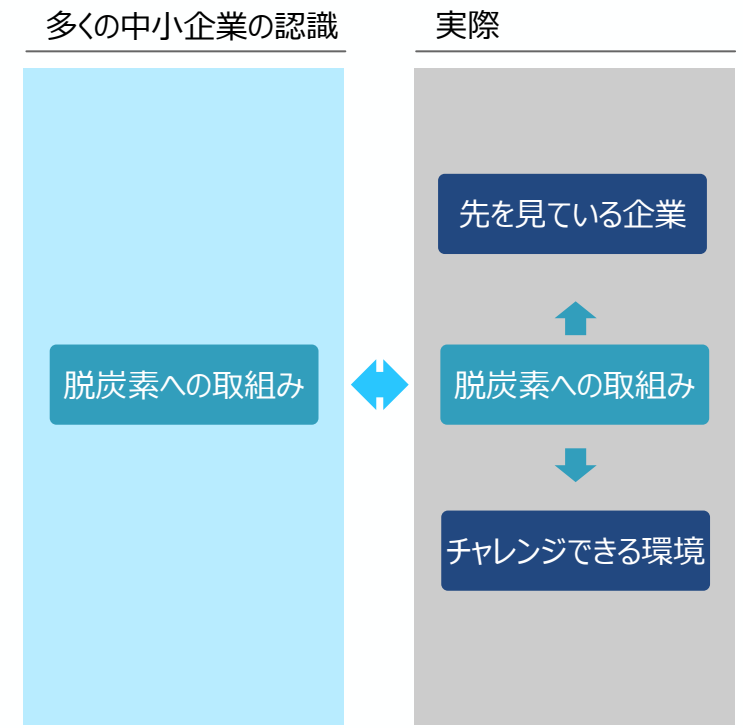 多くの中小企業の認識
実際
先を見ている企業
脱炭素への取組み
脱炭素への取組み
チャレンジできる環境